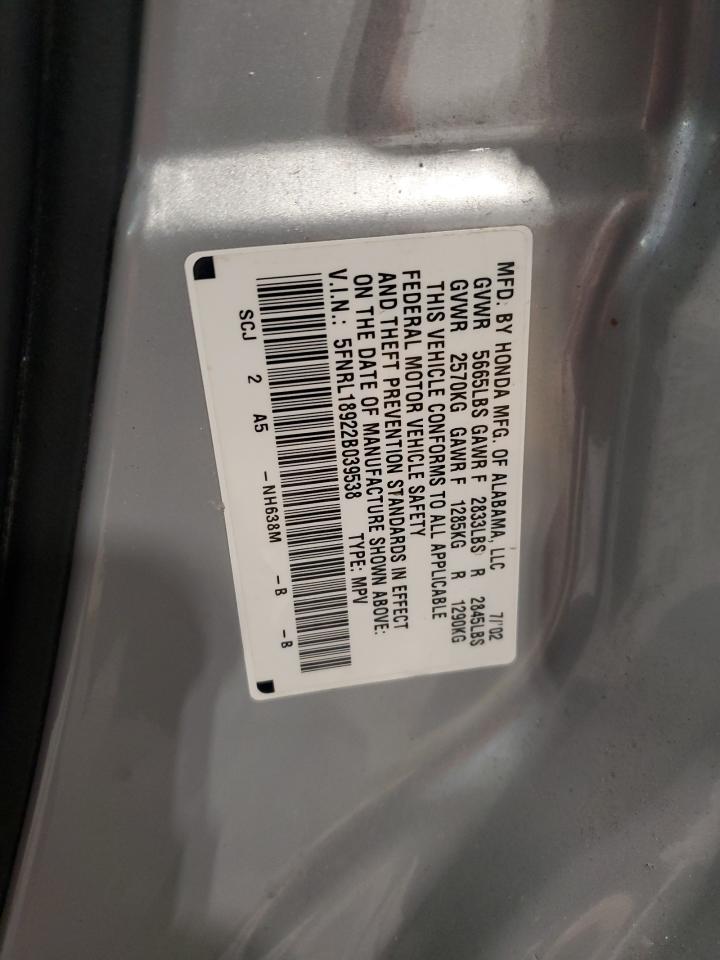 MFD. BY HONDA MFG. OF ALABAMA, LLC 7/'02
GVWR 5665LBS GAWR F 2833LBS R 2845LBS
GVWR 2570KG GAWR F 1285KG R 1290KG
THIS VEHICLE CONFORMS TO ALL APPLICABLE
FEDERAL MOTOR VEHICLE SAFETY
AND THEFT PREVENTION STANDARDS IN EFFECT
ON THE DATE OF MANUFACTURE SHOWN ABOVE:
V.I.N.: 5FNRL18922B039538 TYPE: MPV
SCJ 2 A5 -NH638M -B -B